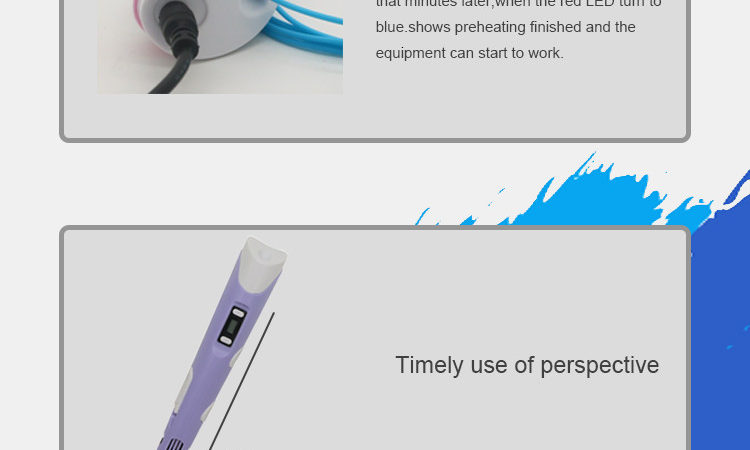 that minutes later,when the red LED turn to
blue.shows preheating finished and the
equipment can start to work.
Timely use of perspective